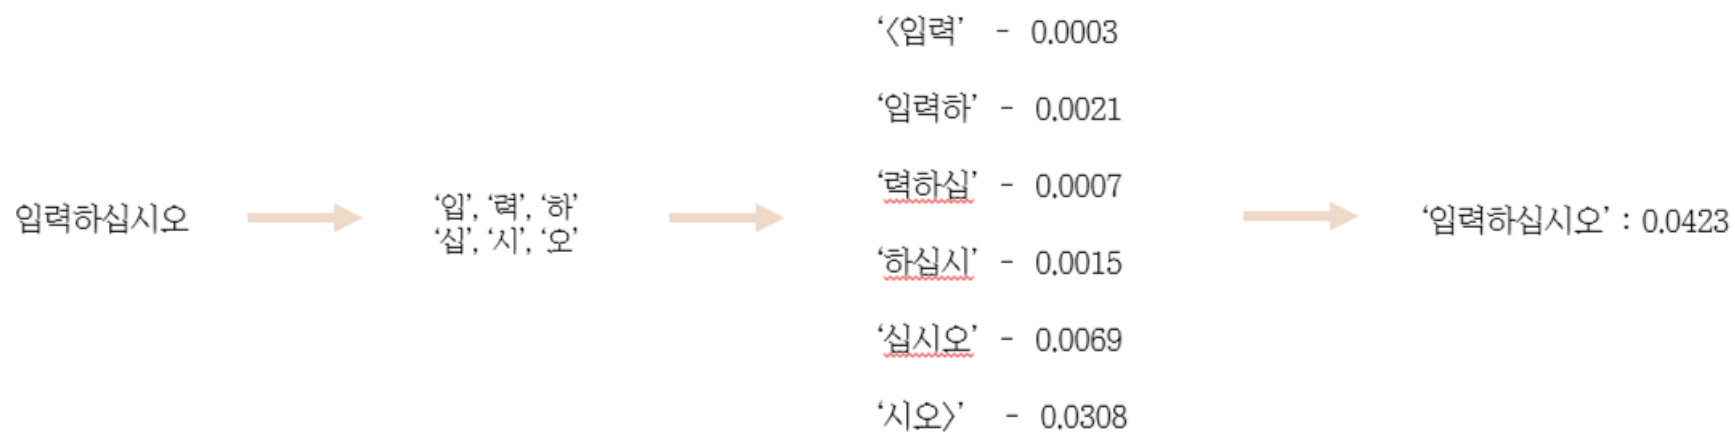 입력하십시오
‘입’, ‘력’, ‘하’
‘십’, ‘시’, ‘오’
‘〈입력’ - 0.0003
‘입력하’ - 0.0021
‘력하십’ - 0.0007
‘하십시’ - 0.0015
‘십시오’ - 0.0069
‘시오〉’ - 0.0308
‘입력하십시오’ : 0.0423